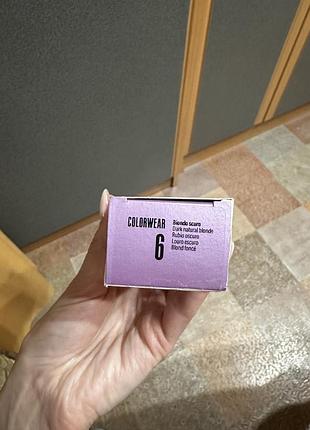 COLORWEAR
6
Biondo scuro
Dark natural blonde
Rubio oscuro
Louro escuro
Blond foncé